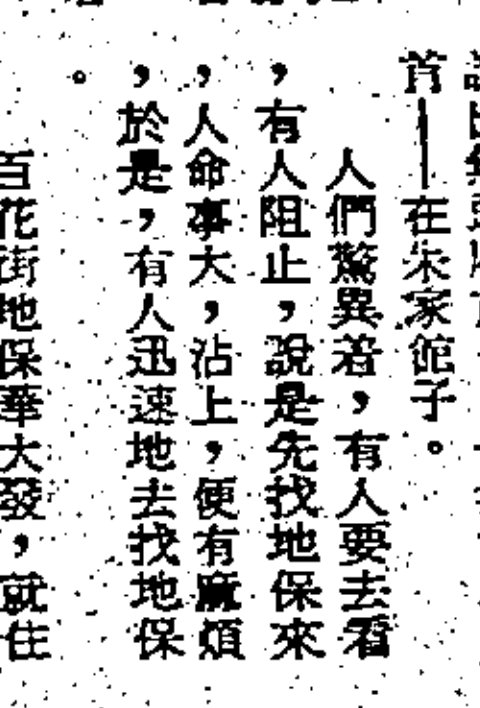 首——在朱家館子。
人們驚異着，有人要去看
，有人阻止，說是先找地保來
，人命事大，沾上，便有麻煩
，於是，有人迅速地去找地保
。
百花街地保華大發，就住